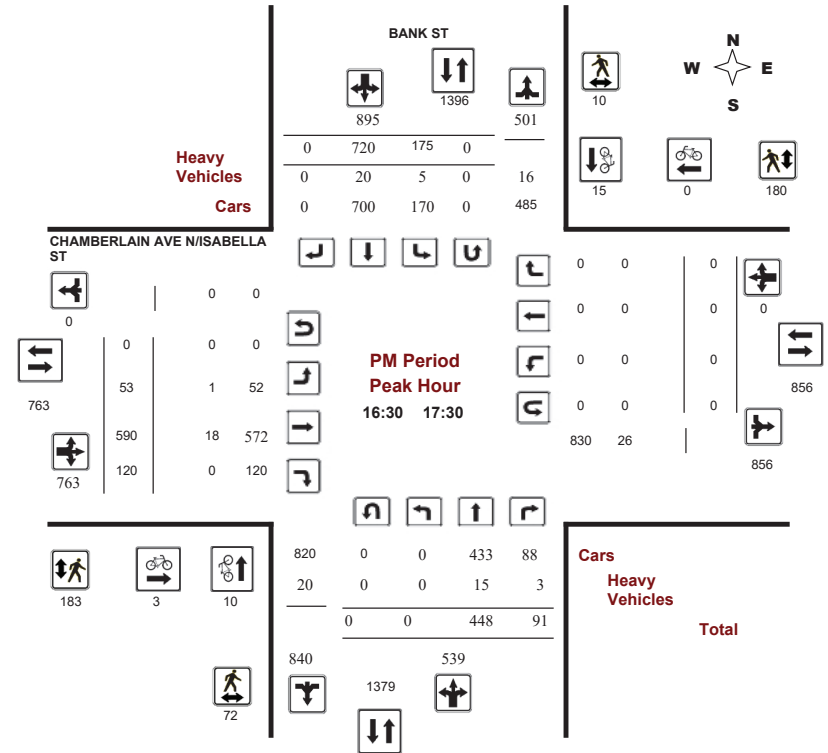 BANK ST
N
W E
S
1396
10
895 501
0 720 175 0
Heavy
Vehicles
0 20 5 0 16
15 0 180
Cars
0 700 170 0 485
CHAMBERLAIN AVE N/ISABELLA
ST
0 0 0
0 0
0
0 0 0
0
0 0 0
PM Period
Peak Hour
16:30 17:30
763
53 1 52
0 0 0
856
0 0 0
590 18 572
830 26
763
120 0 120
856
820 0 0 433 88
Cars
183 3 10
20 0 0 15 3
Heavy
Vehicles
0 0 448 91
Total
840 539
1379
72